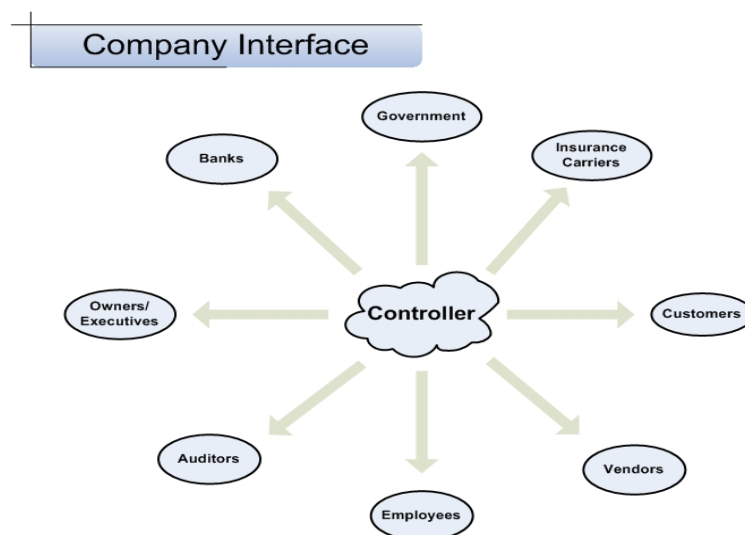 Company Interface
Government
Banks
Insurance
Carriers
Owners/
Executives
Controller
Customers
Auditors
Vendors
Employees